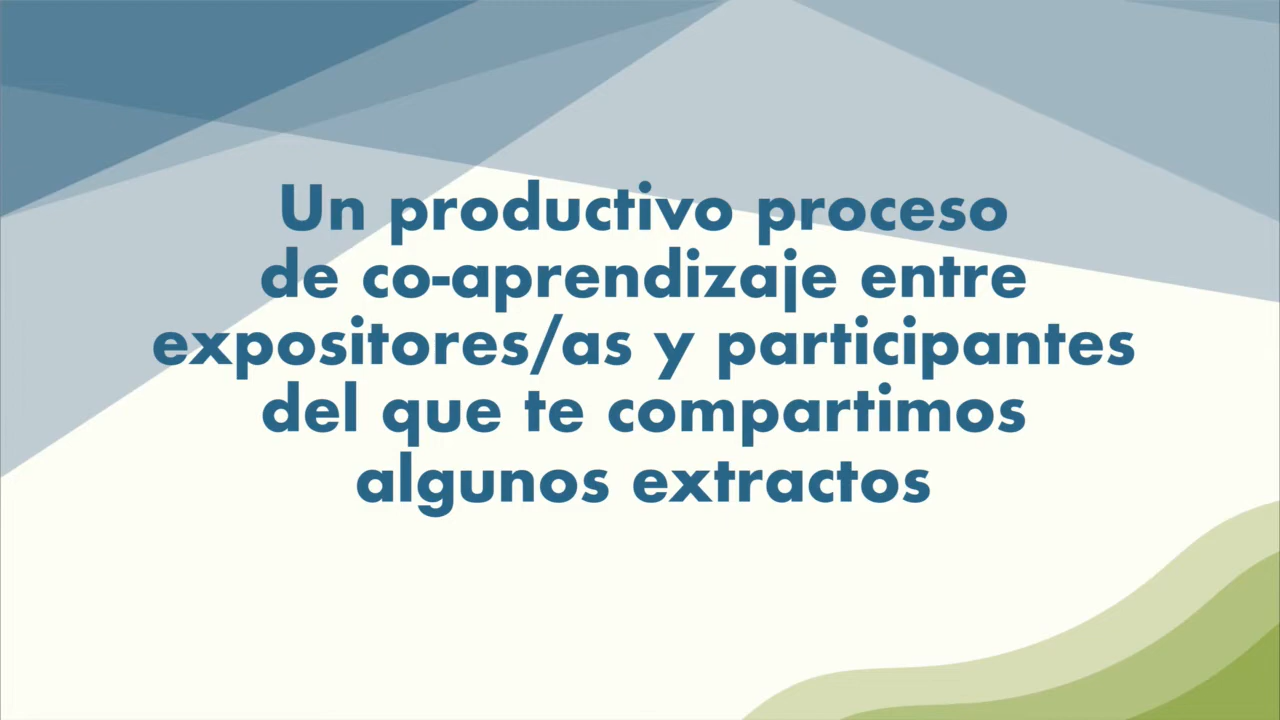 Un productivo proceso
de co-aprendizaje entre
expositores/as y participantes
del que te compartimos
algunos extractos